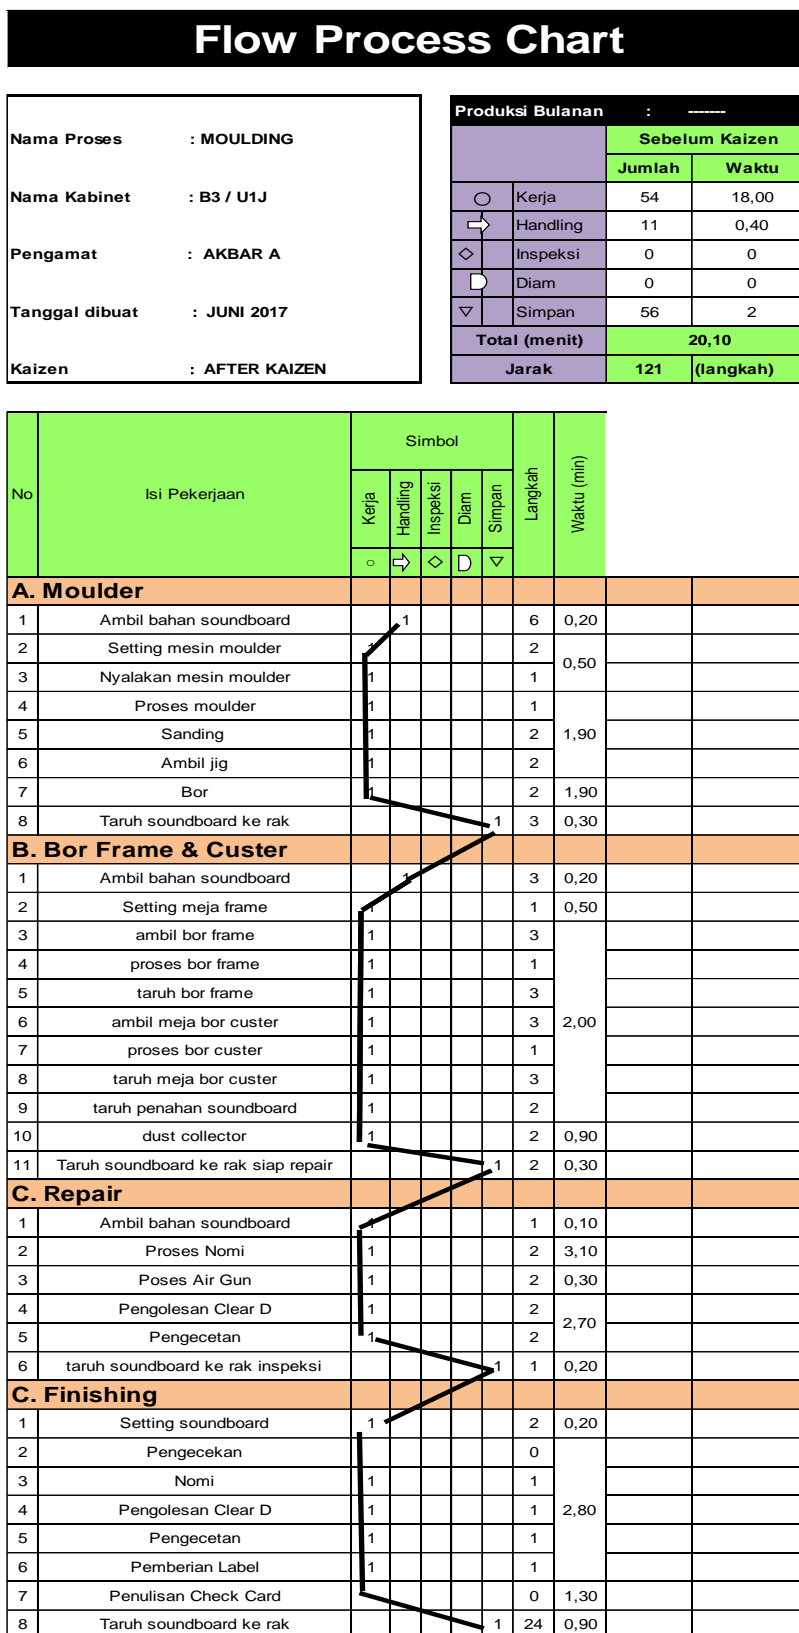 Flow Process Chart
Nama Proses : MOULDING
Nama Kabinet : B3 / U1J
Pengamat : AKBAR A
Tanggal dibuat : JUNI 2017
Kaizen : AFTER KAIZEN
Produksi Bulanan : -------
Sebelum Kaizen
Jumlah Waktu
Kerja 54 18,00
Handling 11 0,40
Inspeksi 0 0
Diam 0 0
Simpan 56 2
Total (menit) 20,10
Jarak 121 (langkah)
No Isi Pekerjaan Simbol Langkah Waktu (min)
Kerja Handling Inspeksi Diam Simpan
A. Moulder
1 Ambil bahan soundboard 1 6 0,20
2 Setting mesin moulder 1 2 0,50
3 Nyalakan mesin moulder 1 1
4 Proses moulder 1 1
5 Sanding 1 2 1,90
6 Ambil jig 1 2
7 Bor 1 2 1,90
8 Taruh soundboard ke rak 1 3 0,30
B. Bor Frame & Custer
1 Ambil bahan soundboard 1 3 0,20
2 Setting meja frame 1 1 0,50
3 ambil bor frame 1 3
4 proses bor frame 1 1
5 taruh bor frame 1 3
6 ambil meja bor custer 1 3 2,00
7 proses bor custer 1 1
8 taruh meja bor custer 1 3
9 taruh penahan soundboard 1 2
10 dust collector 1 2 0,90
11 Taruh soundboard ke rak siap repair 1 2 0,30
C. Repair
1 Ambil bahan soundboard 1 1 0,10
2 Proses Nomi 1 2 3,10
3 Poses Air Gun 1 2 0,30
4 Pengolesan Clear D 1 2 2,70
5 Pengecetan 1 2
6 taruh soundboard ke rak inspeksi 1 1 0,20
C. Finishing
1 Setting soundboard 1 2 0,20
2 Pengecekan 0
3 Nomi 1 1
4 Pengolesan Clear D 1 1 2,80
5 Pengecetan 1 1
6 Pemberian Label 1 1
7 Penulisan Check Card 0 1,30
8 Taruh soundboard ke rak 1 24 0,90